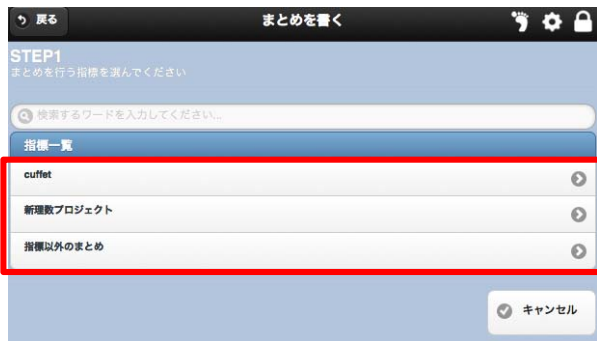 戻る
まとめを書く
STEP1
まとめを行う指標を選んでください
検索するワードを入力してください...
指標一覧
cuffet
新理数プロジェクト
指標以外のまとめ
キャンセル